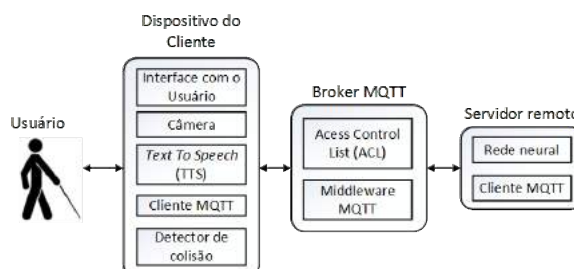 Usuário
Dispositivo do
Cliente
Interface com o
Usuário
Câmera
Text To Speech
(TTS)
Cliente MQTT
Detector de
colisão
Broker MQTT
Acess Control
List (ACL)
Middleware
MQTT
Servidor remoto
Rede neural
Cliente MQTT